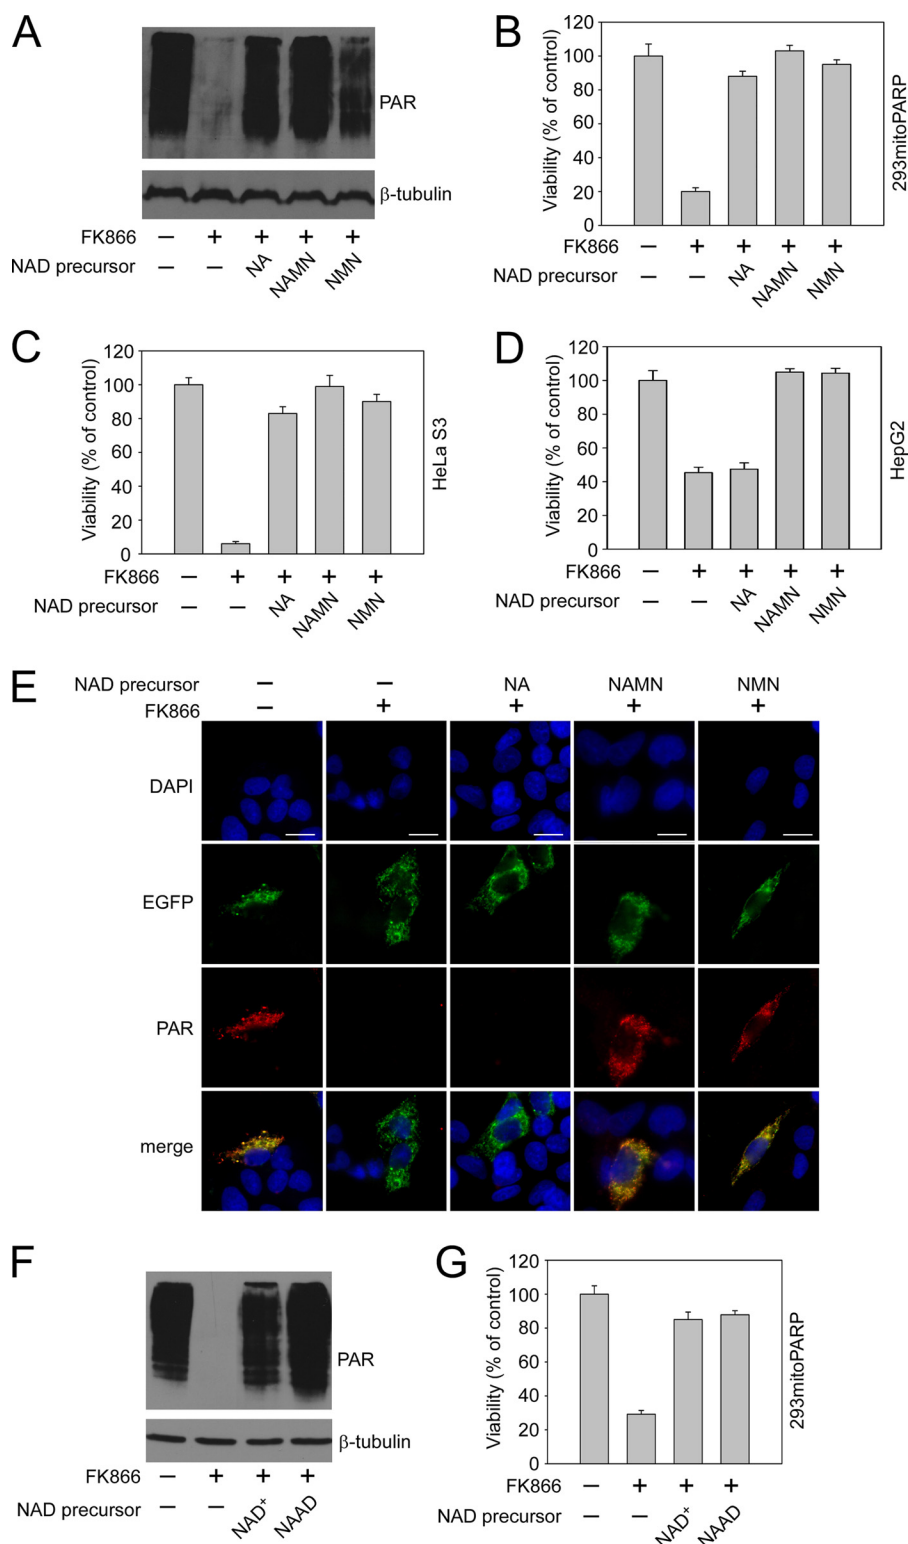 A
PAR
β-tubulin
FK866 – + + + +
NAD precursor – – NA NAMN NMN
B
Viability (% of control)
120
100
80
60
40
20
0
293mitoPARP
FK866 – + + + +
NAD precursor – – NA NAMN NMN
C
Viability (% of control)
120
100
80
60
40
20
0
HeLa S3
FK866 – + + + +
NAD precursor – – NA NAMN NMN
D
Viability (% of control)
120
100
80
60
40
20
0
HepG2
FK866 – + + + +
NAD precursor – – NA NAMN NMN
E
NAD precursor – – NA NAMN NMN
FK866 – + + + +
DAPI
EGFP
PAR
merge
F
PAR
β-tubulin
FK866 – + + +
NAD precursor – – NAD⁺ NAAD
G
Viability (% of control)
120
100
80
60
40
20
0
293mitoPARP
FK866 – + + +
NAD precursor – – NAD⁺ NAAD